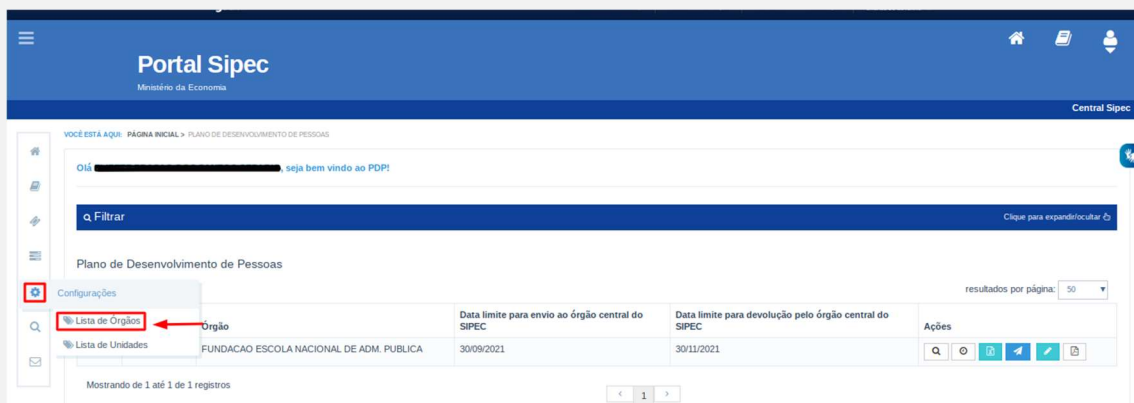 Portal Sipec
Ministério da Economia
Central Sipec
VOCÊ ESTÁ AQUI: PÁGINA INICIAL > PLANO DE DESENVOLVIMENTO DE PESSOAS
Olá , seja bem vindo ao PDP!
Filtrar
Clique para expandir/ocultar
Plano de Desenvolvimento de Pessoas
Configurações
resultados por página: 50
Lista de Órgãos
Lista de Unidades
Órgão
Data limite para envio ao órgão central do SIPEC
Data limite para devolução pelo órgão central do SIPEC
Ações
FUNDACAO ESCOLA NACIONAL DE ADM. PUBLICA
30/09/2021
30/11/2021
Mostrando de 1 até 1 de 1 registros
< 1 >